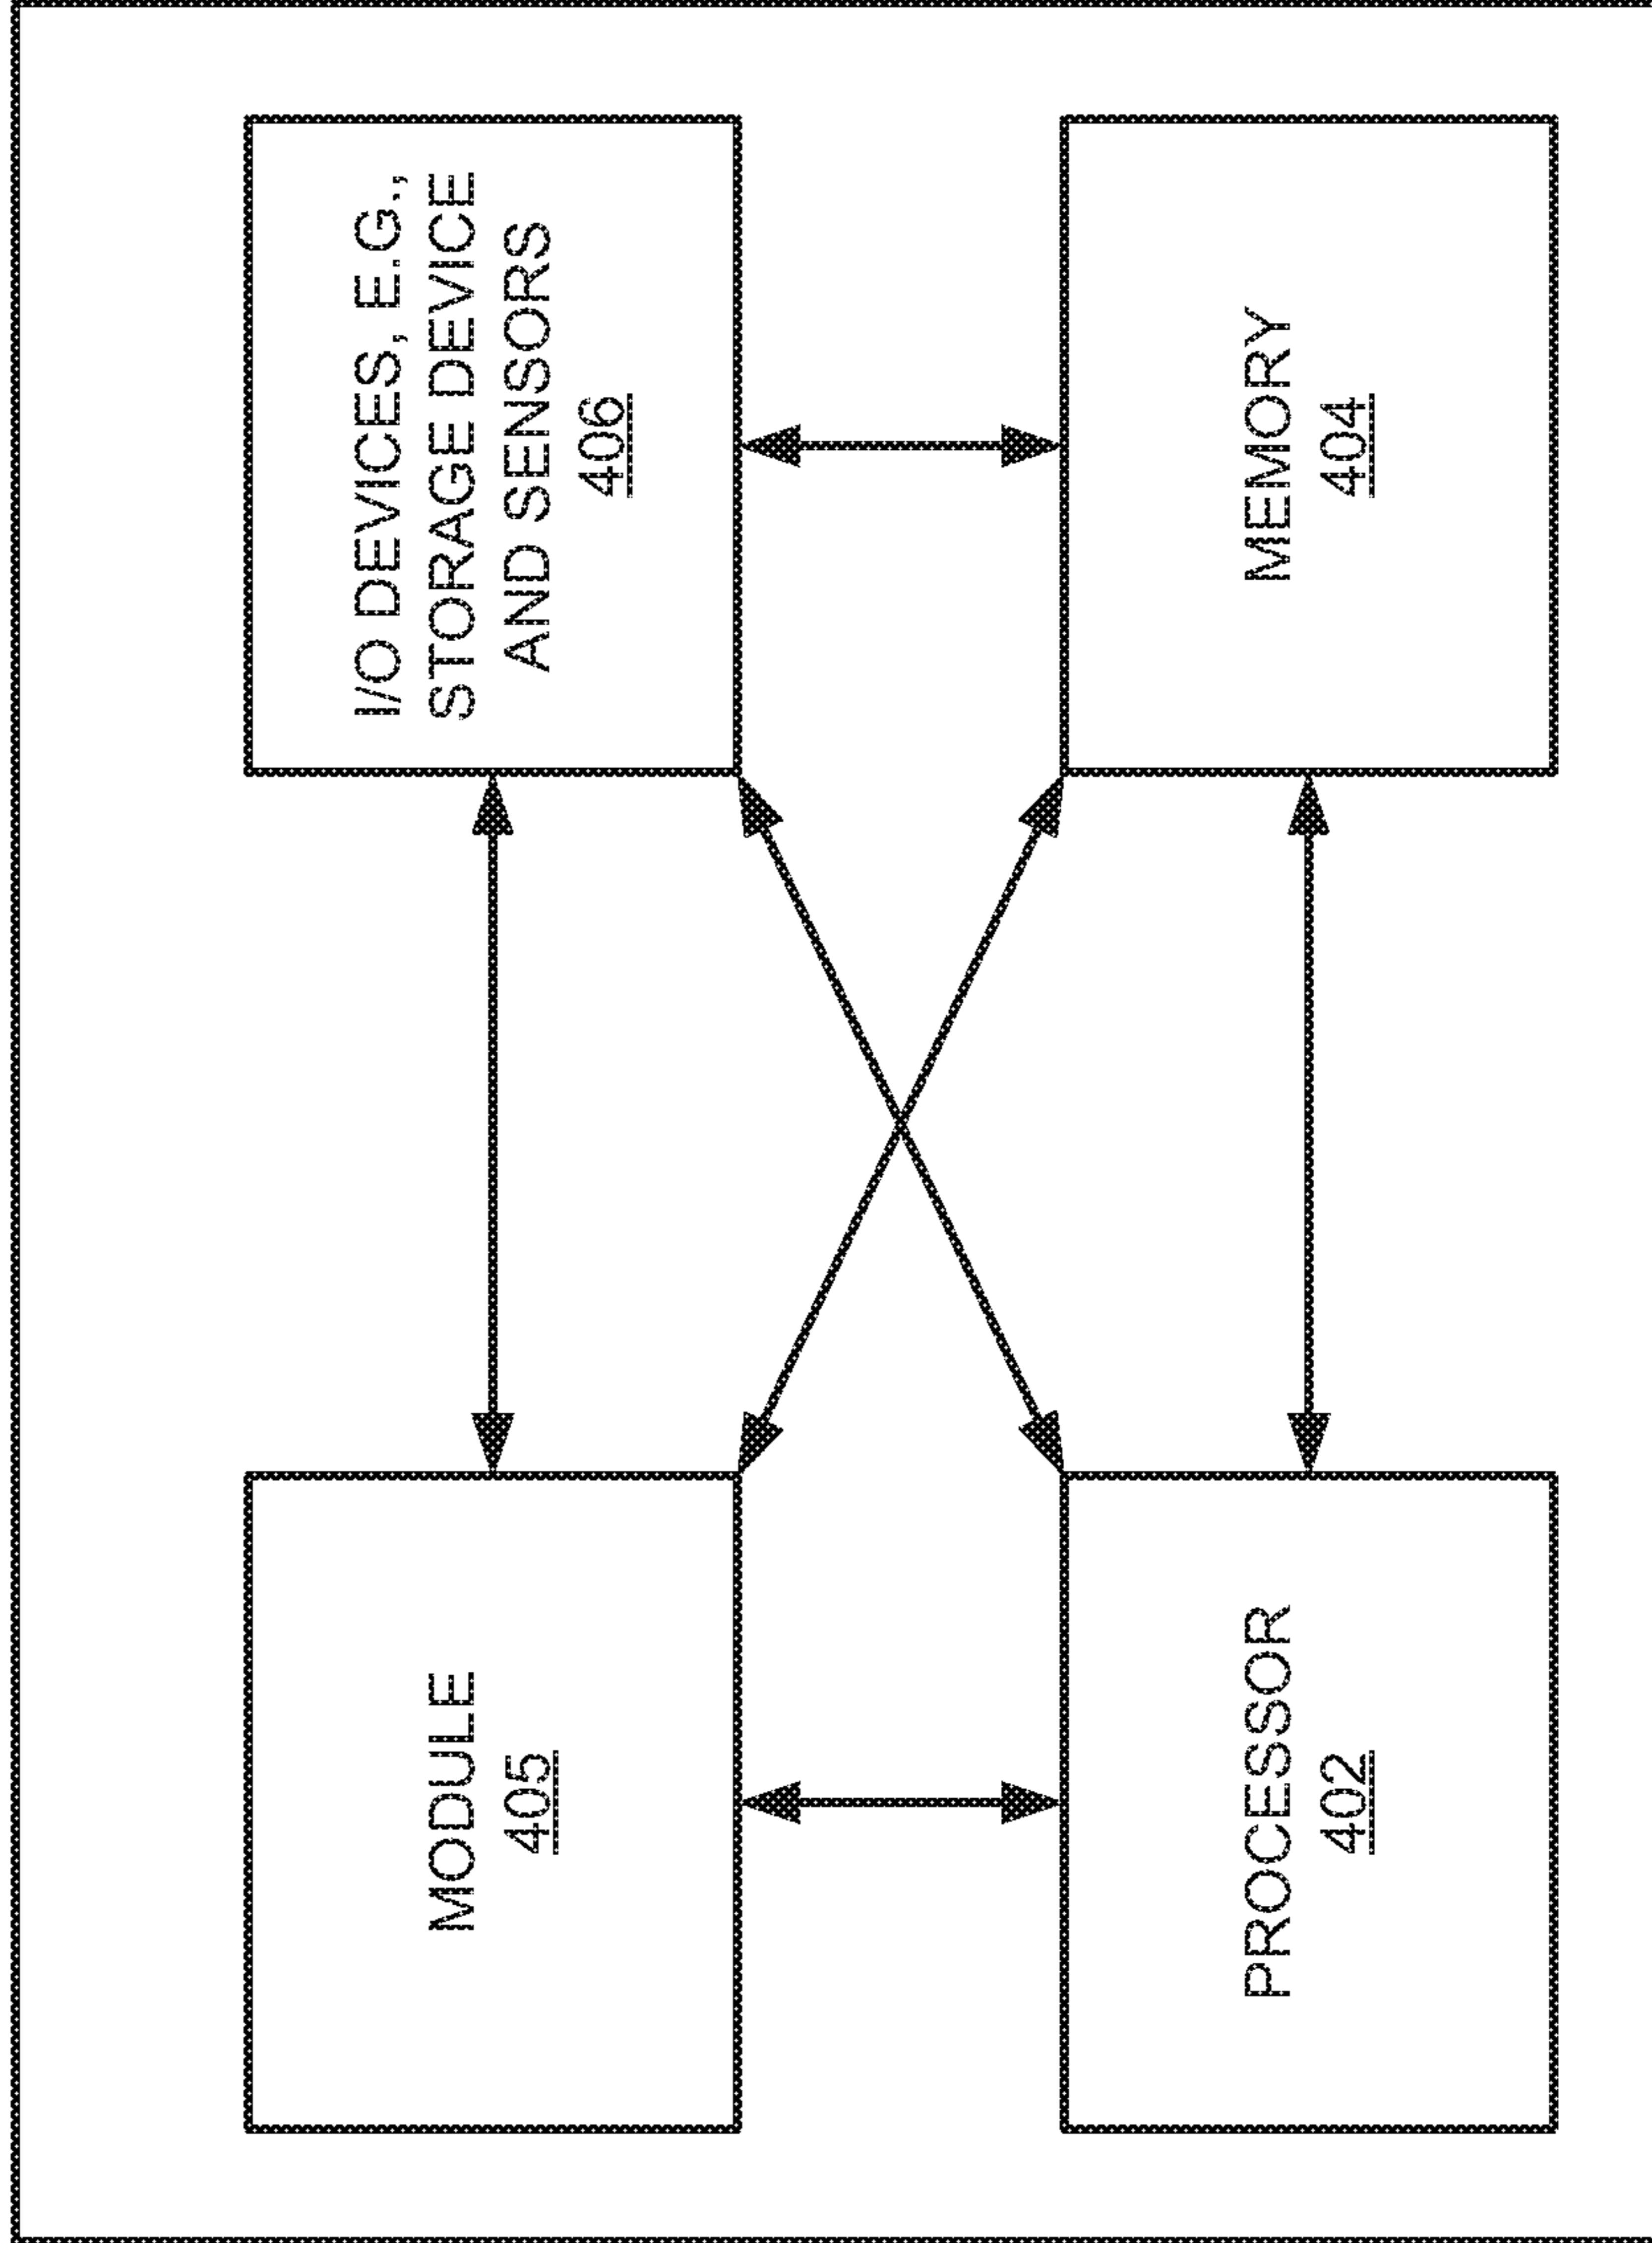 MODULE
405
I/O DEVICES, E.G.,
STORAGE DEVICE
AND SENSORS
406
PROCESSOR
402
MEMORY
404